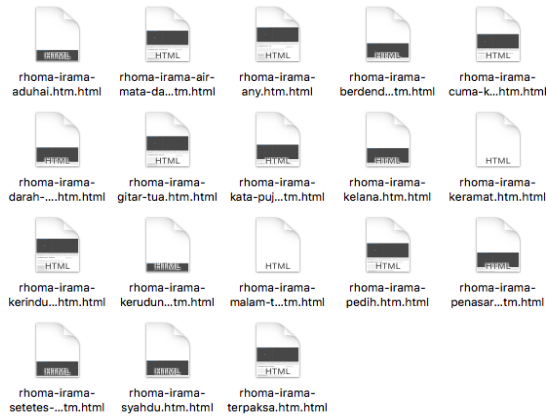 HTML HTML HTML HTML HTML
rhoma-irama- rhoma-irama-air- rhoma-irama- rhoma-irama- rhoma-irama-
aduhai.htm.html mata-da...tm.html any.htm.html berdend...tm.html cuma-k...htm.html
HTML HTML HTML HTML HTML
rhoma-irama- rhoma-irama- rhoma-irama- rhoma-irama- rhoma-irama-
darah-....htm.html gitar-tua.htm.html kata-puj...tm.html kelana.htm.html keramat.htm.html
HTML HTML HTML HTML HTML
rhoma-irama- rhoma-irama- rhoma-irama- rhoma-irama- rhoma-irama-
kerindu...htm.html kerudun...tm.html malam-t...tm.html pedih.htm.html penasar...tm.html
HTML HTML HTML
rhoma-irama- rhoma-irama- rhoma-irama-
setetes-...tm.html syahdu.htm.html terpaksa.htm.html